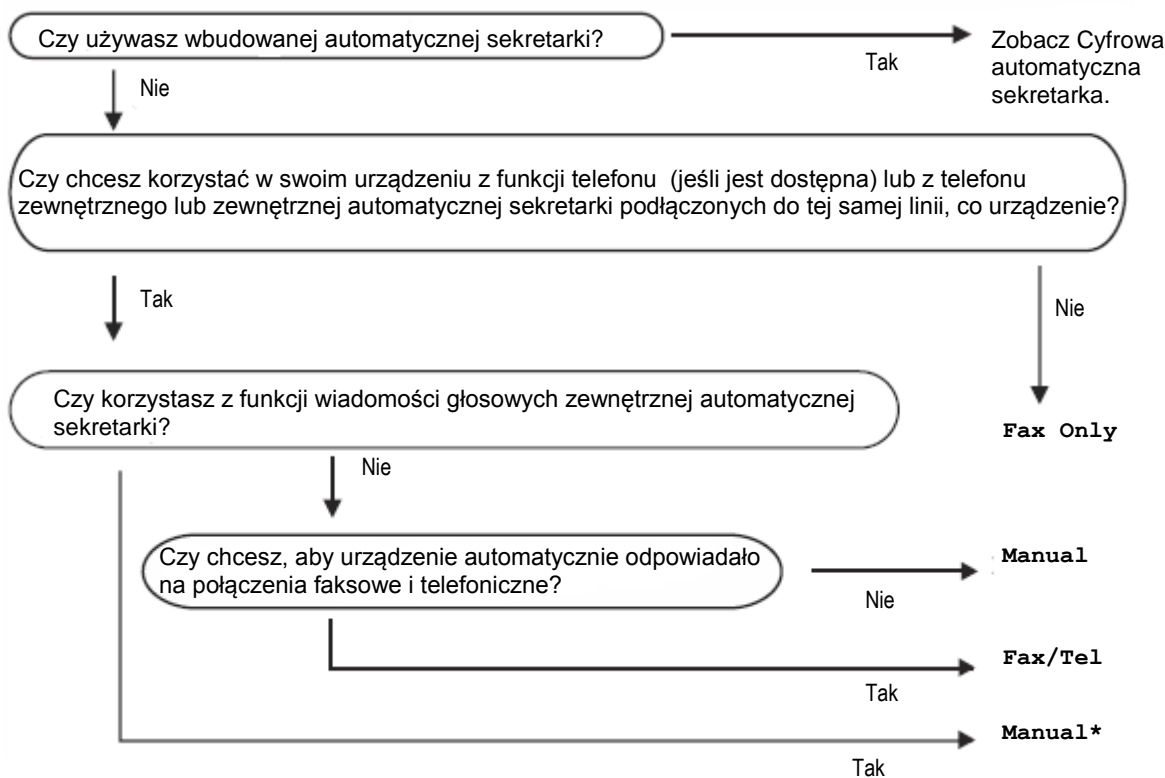 Czy używasz wbudowanej automatycznej sekretarki?
Tak
Zobacz Cyfrowa
automatyczna
sekretarka.
Nie
Czy chcesz korzystać w swoim urządzeniu z funkcji telefonu (jeśli jest dostępna) lub z telefonu
zewnętrznego lub zewnętrznej automatycznej sekretarki podłączonych do tej samej linii, co urządzenie?
Tak
Nie
Fax Only
Czy korzystasz z funkcji wiadomości głosowych zewnętrznej automatycznej
sekretarki?
Nie
Czy chcesz, aby urządzenie automatycznie odpowiadało
na połączenia faksowe i telefoniczne?
Nie
Manual
Tak
Fax/Tel
Tak
Manual*